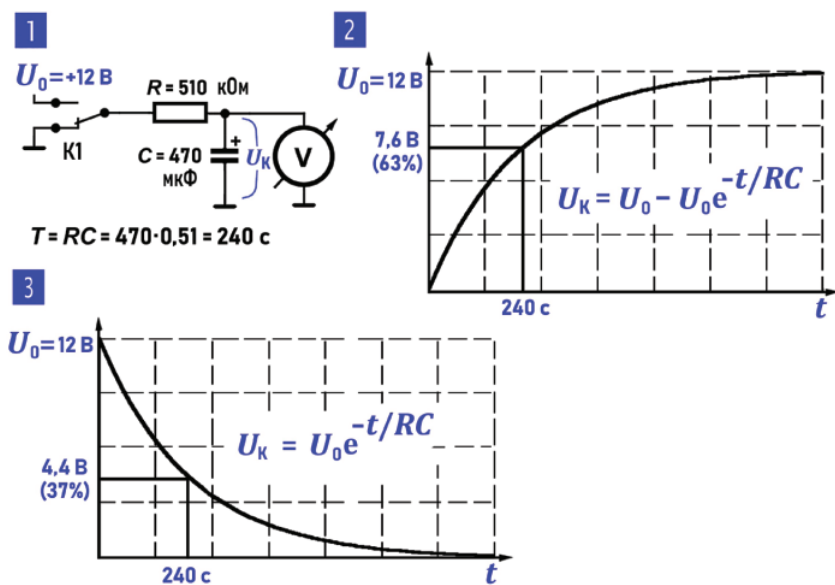 1
U₀ = +12 В
R = 510 кОм
К1
C = 470
мкФ
+
Uк
V
T = RC = 470·0,51 = 240 с
2
U₀ = 12 В
7,6 В
(63%)
Uк = U₀ – U₀e^-t/RC
240 с
t
3
U₀ = 12 В
4,4 В
(37%)
Uк = U₀e^-t/RC
240 с
t